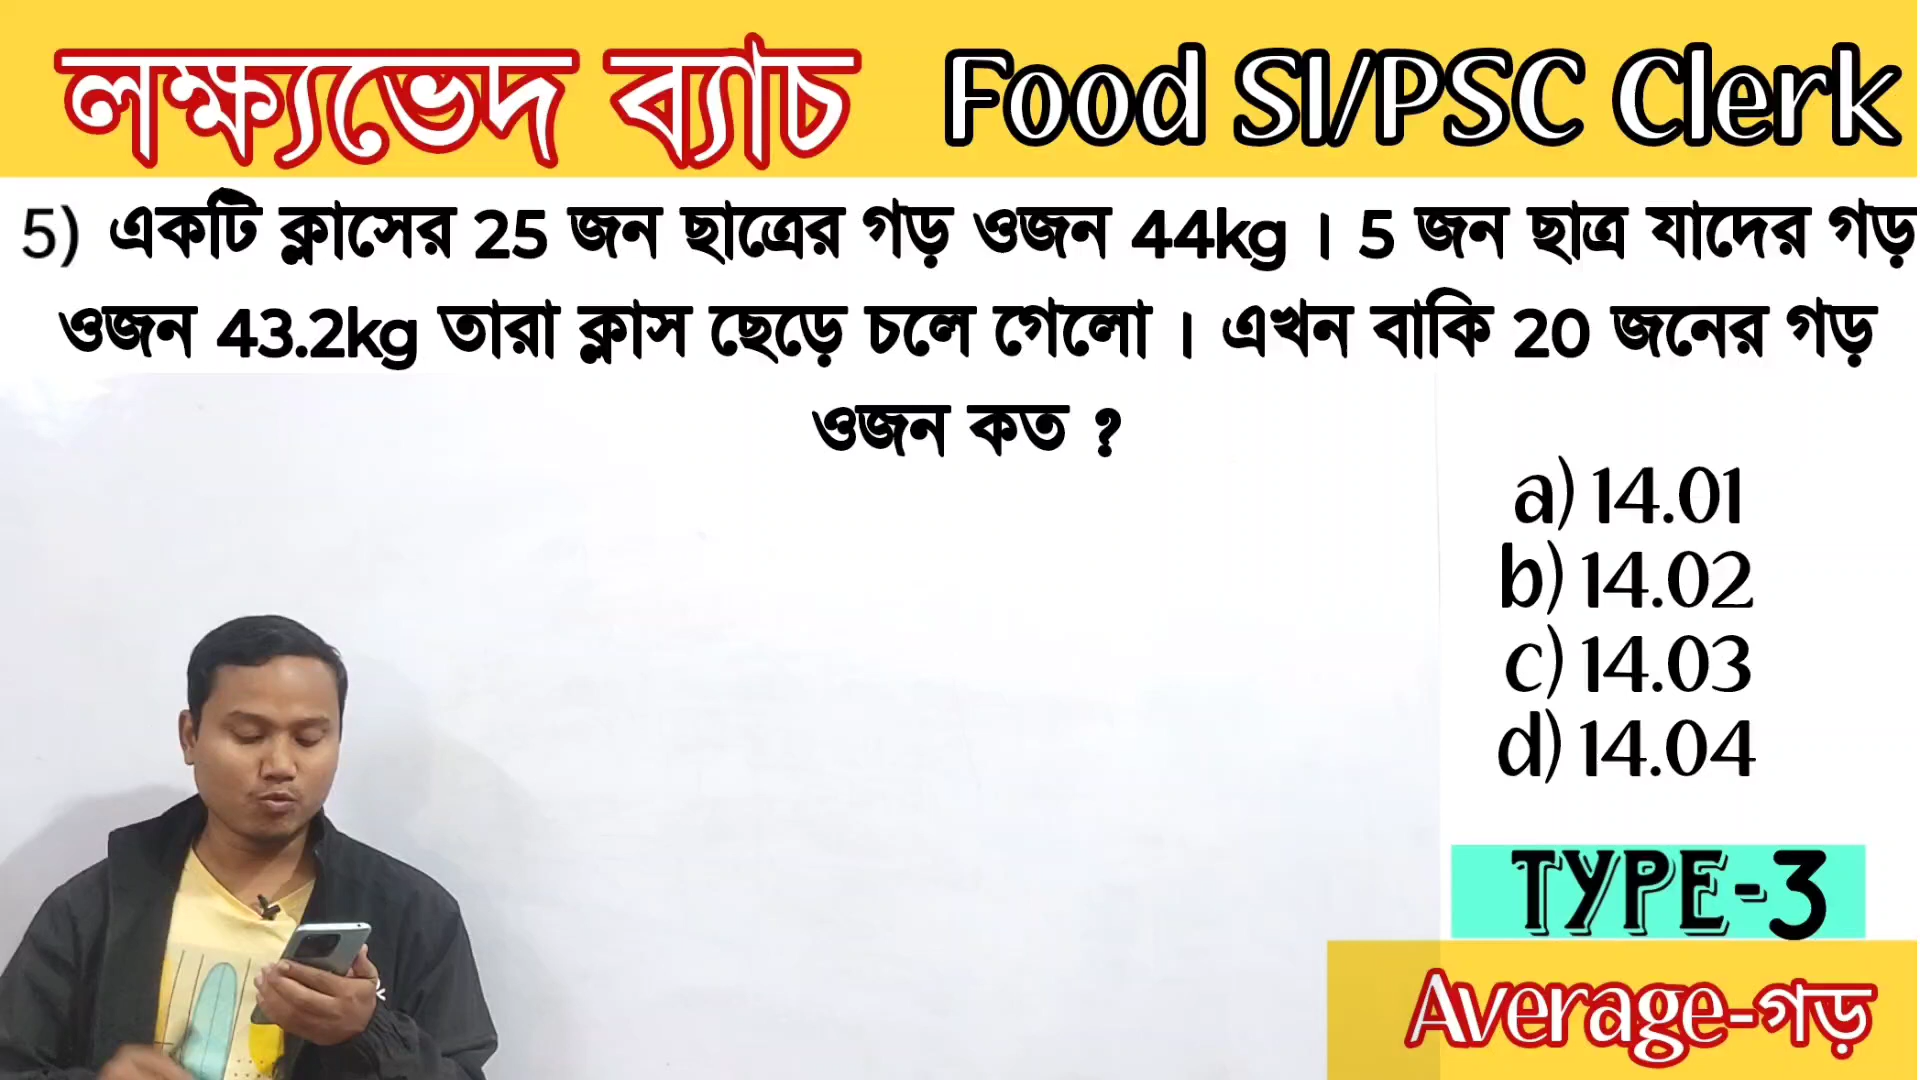 লক্ষ্যভেদ ব্যাচ Food SI/PSC Clerk
5) একটি ক্লাসের 25 জন ছাত্রের গড় ওজন 44kg । 5 জন ছাত্র যাদের গড়
ওজন 43.2kg তারা ক্লাস ছেড়ে চলে গেলো । এখন বাকি 20 জনের গড়
ওজন কত ?
a) 14.01
b) 14.02
c) 14.03
d) 14.04
TYPE-3
Average-গড়